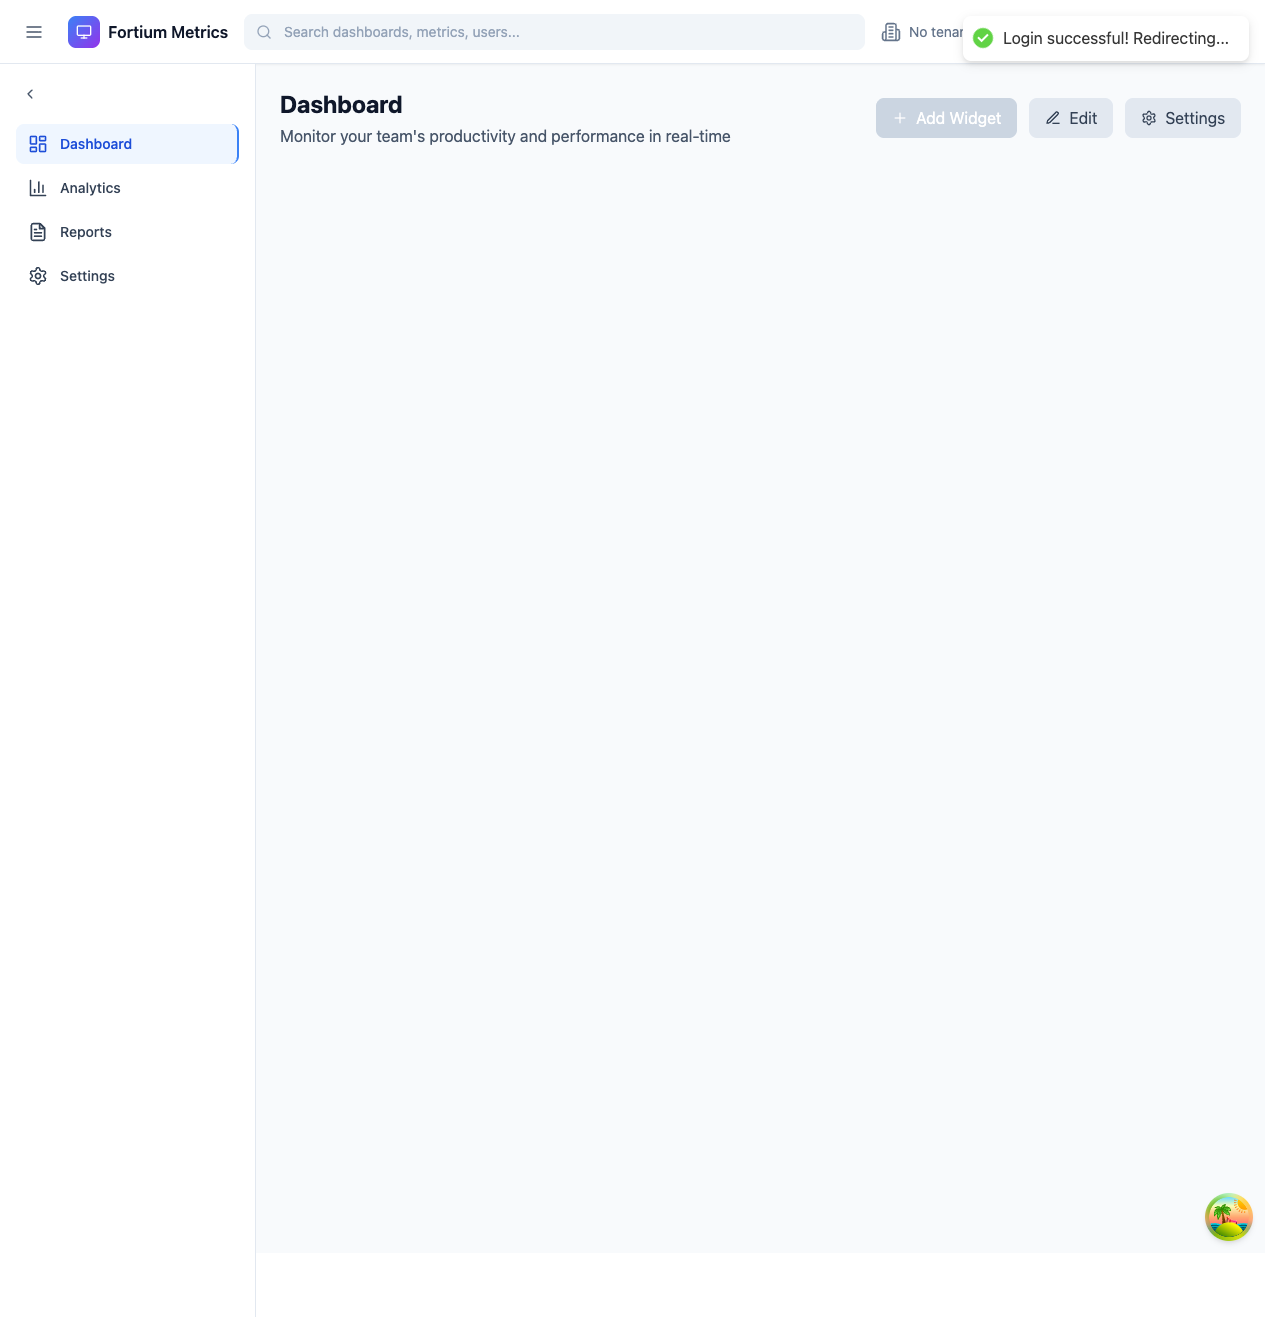 Fortium Metrics
Search dashboards, metrics, users...
No
Login successful! Redirecting...
Dashboard
Analytics
Reports
Settings
Dashboard
Monitor your team's productivity and performance in real-time
Add Widget
Edit
Settings